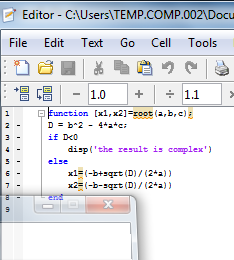 Editor - C:\Users\TEMP.COMP.002\Docu
File Edit Text Go Cell Tools
- 1.0 + ÷ 1.1
1 function [x1,x2]=root(a,b,c);
2 D = b^2 - 4*a*c;
3 if D<0
4 disp('the result is complex')
5 else
6 x1=(-b+sqrt(D)/(2*a))
7 x2=(-b-sqrt(D)/(2*a))
8 end
9